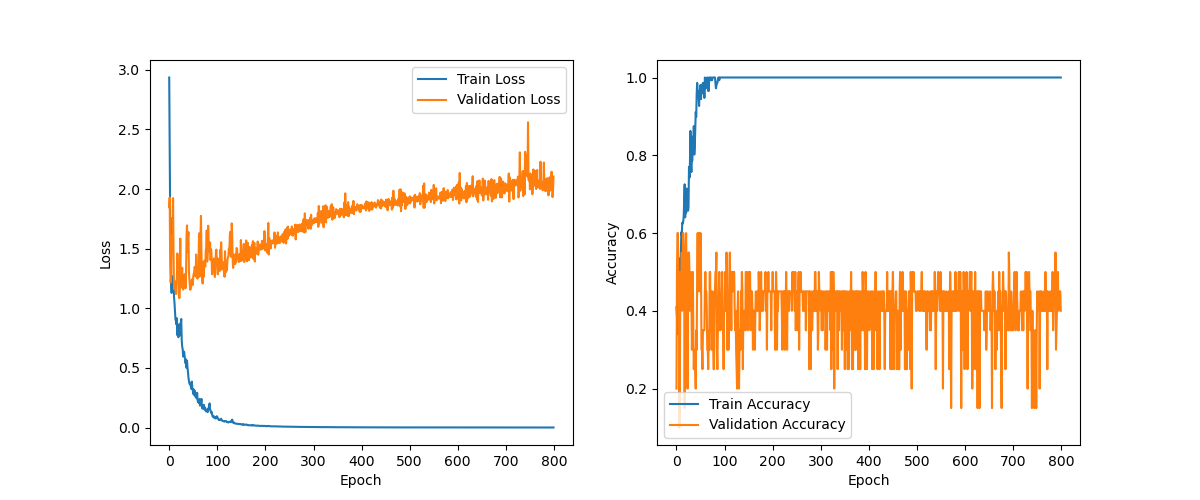 3.0
2.5
2.0
1.5
1.0
0.5
0.0
Loss
0 100 200 300 400 500 600 700 800
Epoch
Train Loss
Validation Loss
1.0
0.8
0.6
0.4
0.2
Accuracy
0 100 200 300 400 500 600 700 800
Epoch
Train Accuracy
Validation Accuracy